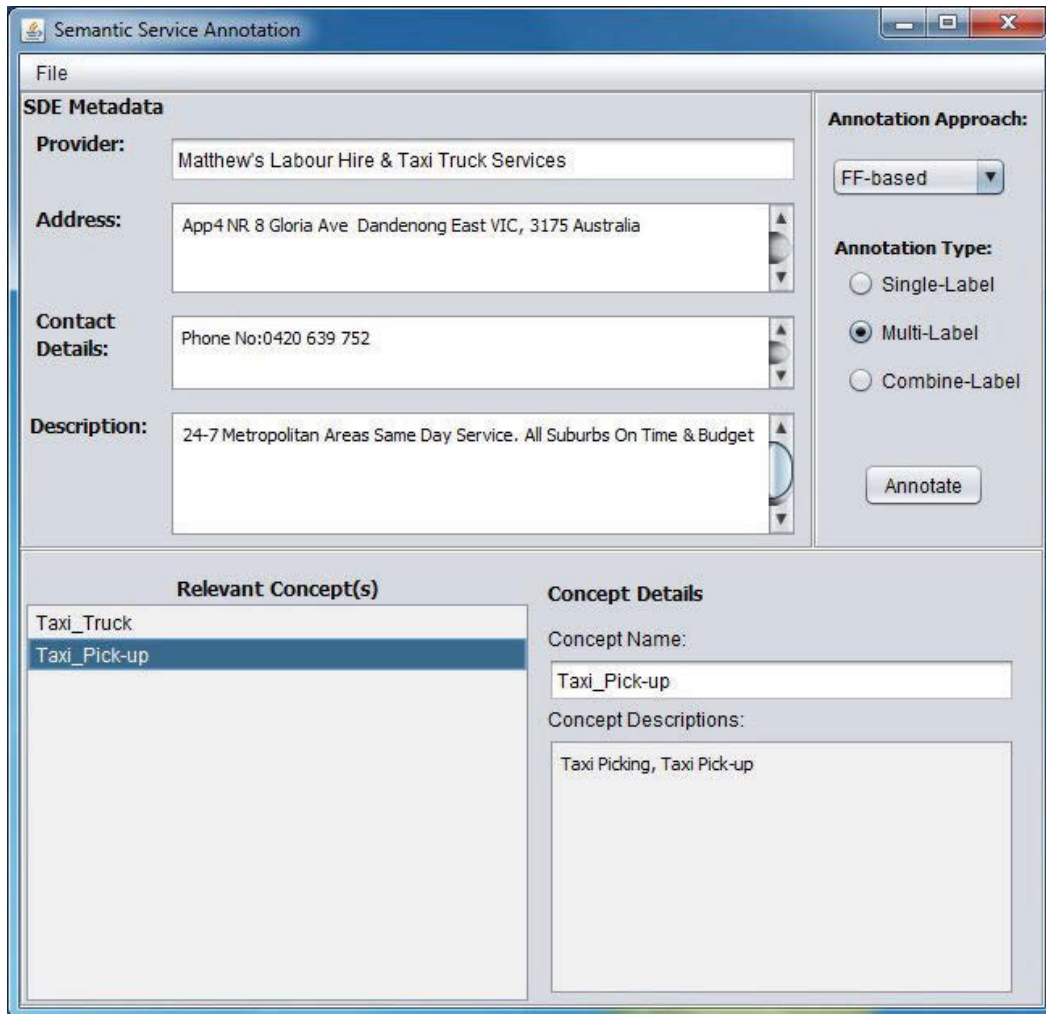 Semantic Service Annotation
File
SDE Metadata
Provider:
Matthew's Labour Hire & Taxi Truck Services
Address:
App4 NR 8 Gloria Ave  Dandenong East VIC, 3175 Australia
Contact
Details:
Phone No:0420 639 752
Description:
24-7 Metropolitan Areas Same Day Service. All Suburbs On Time & Budget
Annotation Approach:
FF-based
Annotation Type:
Single-Label
Multi-Label
Combine-Label
Annotate
Relevant Concept(s)
Taxi_Truck
Taxi_Pick-up
Concept Details
Concept Name:
Taxi_Pick-up
Concept Descriptions:
Taxi Picking, Taxi Pick-up